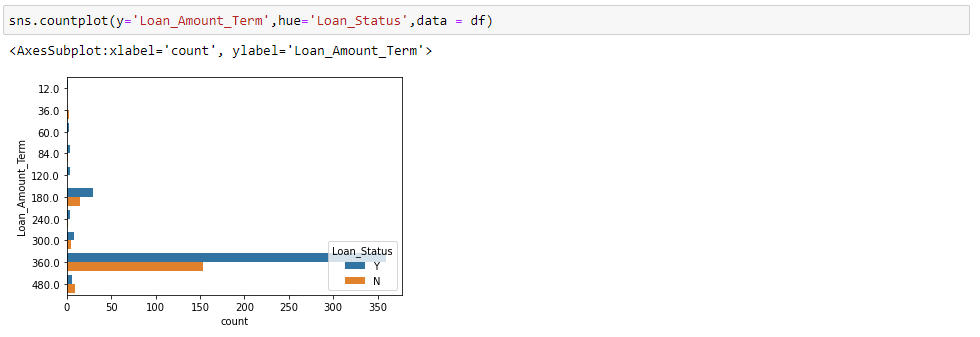 sns.countplot(y='Loan_Amount_Term',hue='Loan_Status',data = df)
<AxesSubplot:xlabel='count', ylabel='Loan_Amount_Term'>
Loan_Amount_Term
12.0
36.0
60.0
84.0
120.0
180.0
240.0
300.0
360.0
480.0
Loan_Status
Y
N
0 50 100 150 200 250 300 350
count